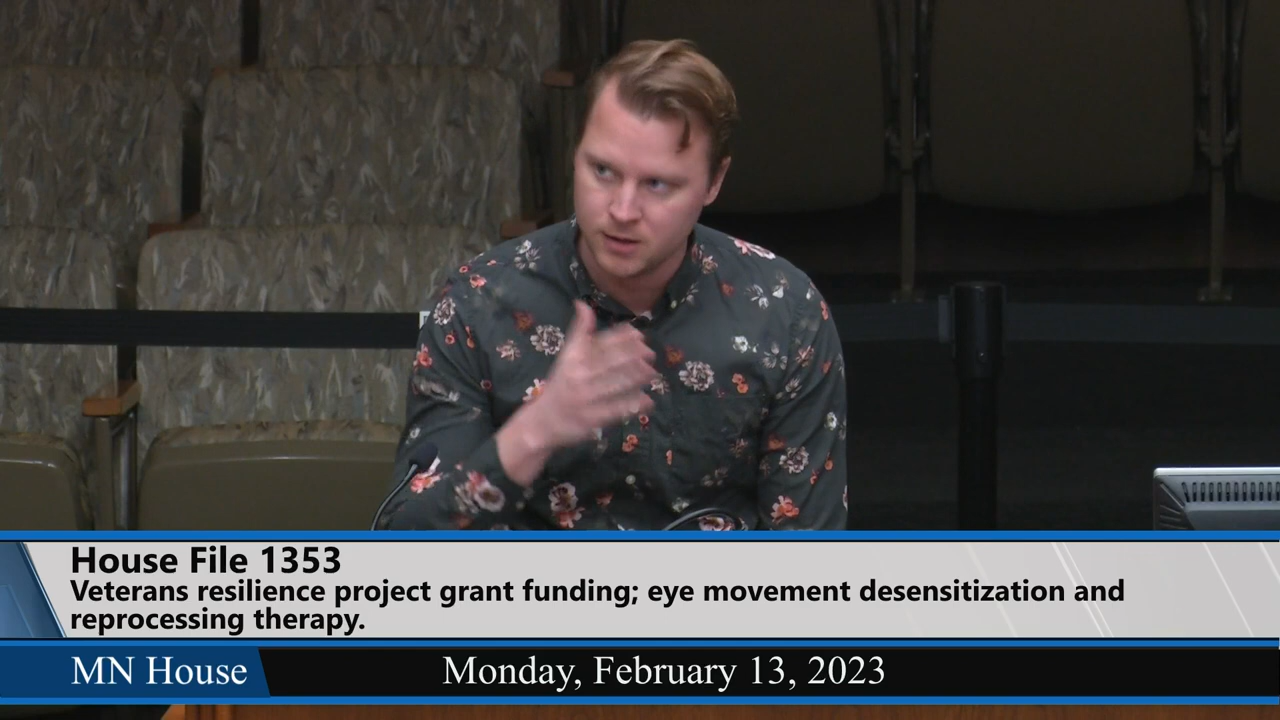 House File 1353
Veterans resilience project grant funding; eye movement desensitization and
reprocessing therapy.
MN House
Monday, February 13, 2023